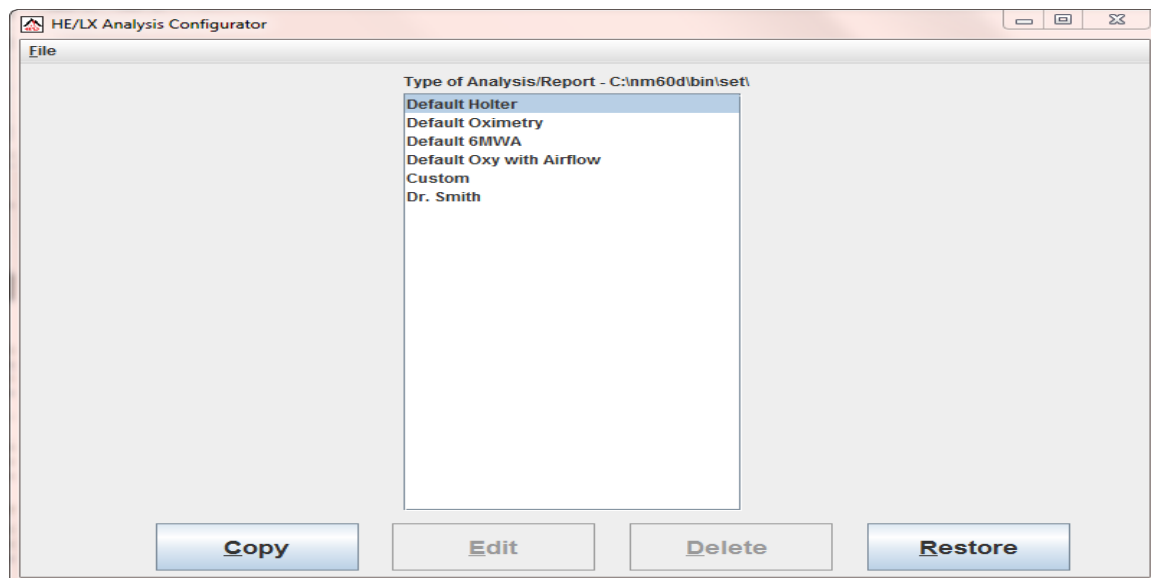 HE/LX Analysis Configurator
File
Type of Analysis/Report - C:\nm60d\bin\set\
Default Holter
Default Oximetry
Default 6MWA
Default Oxy with Airflow
Custom
Dr. Smith
Copy
Edit
Delete
Restore